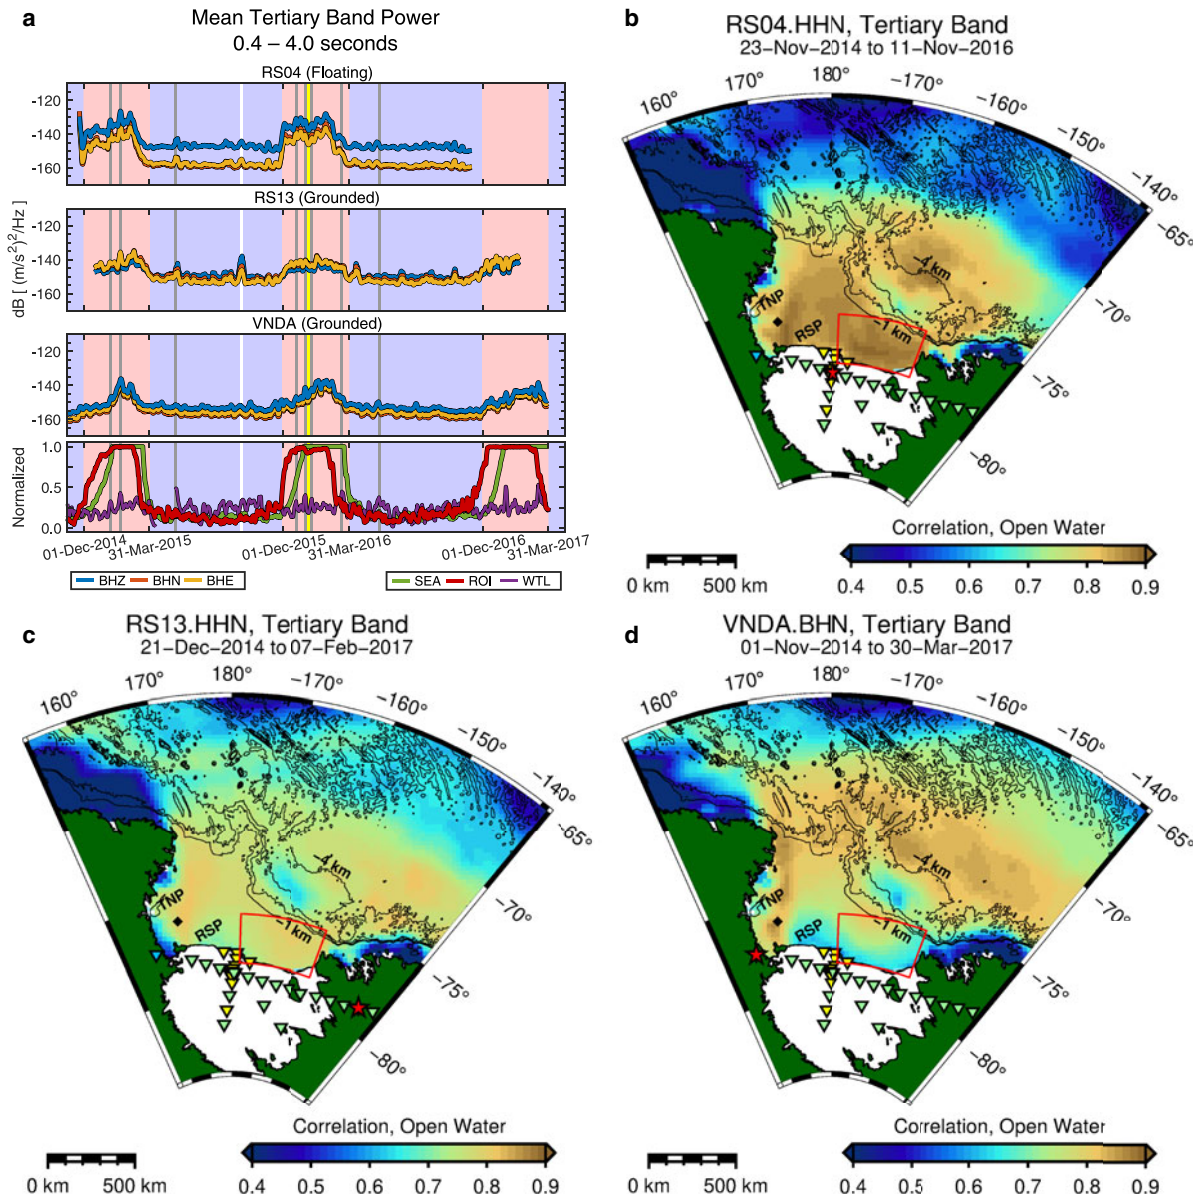 a
Mean Tertiary Band Power
0.4 – 4.0 seconds
RS04 (Floating)
-120
-140
-160
RS13 (Grounded)
-120
-140
-160
dB [ (m/s²)²/Hz]
VNDA (Grounded)
-120
-140
-160
1.0
0.5
0.0
Normalized
01-Dec-2014
31-Mar-2015
01-Dec-2015
31-Mar-2016
01-Dec-2016
31-Mar-2017
BHZ BHN BHE
SEA ROI WTL
b
RS04.HHN, Tertiary Band
23–Nov–2014 to 11–Nov–2016
160°
170°
180°
−170°
−160°
−150°
−140°
−65°
−70°
−75°
−80°
−4 km
−1 km
TNP
RSP
Correlation, Open Water
0 km 500 km
0.4 0.5 0.6 0.7 0.8 0.9
c
RS13.HHN, Tertiary Band
21–Dec–2014 to 07–Feb–2017
160°
170°
180°
−170°
−160°
−150°
−140°
−65°
−70°
−75°
−80°
−4 km
−1 km
TNP
RSP
Correlation, Open Water
0 km 500 km
0.4 0.5 0.6 0.7 0.8 0.9
d
VNDA.BHN, Tertiary Band
01–Nov–2014 to 30–Mar–2017
160°
170°
180°
−170°
−160°
−150°
−140°
−65°
−70°
−75°
−80°
−4 km
−1 km
TNP
RSP
Correlation, Open Water
0 km 500 km
0.4 0.5 0.6 0.7 0.8 0.9